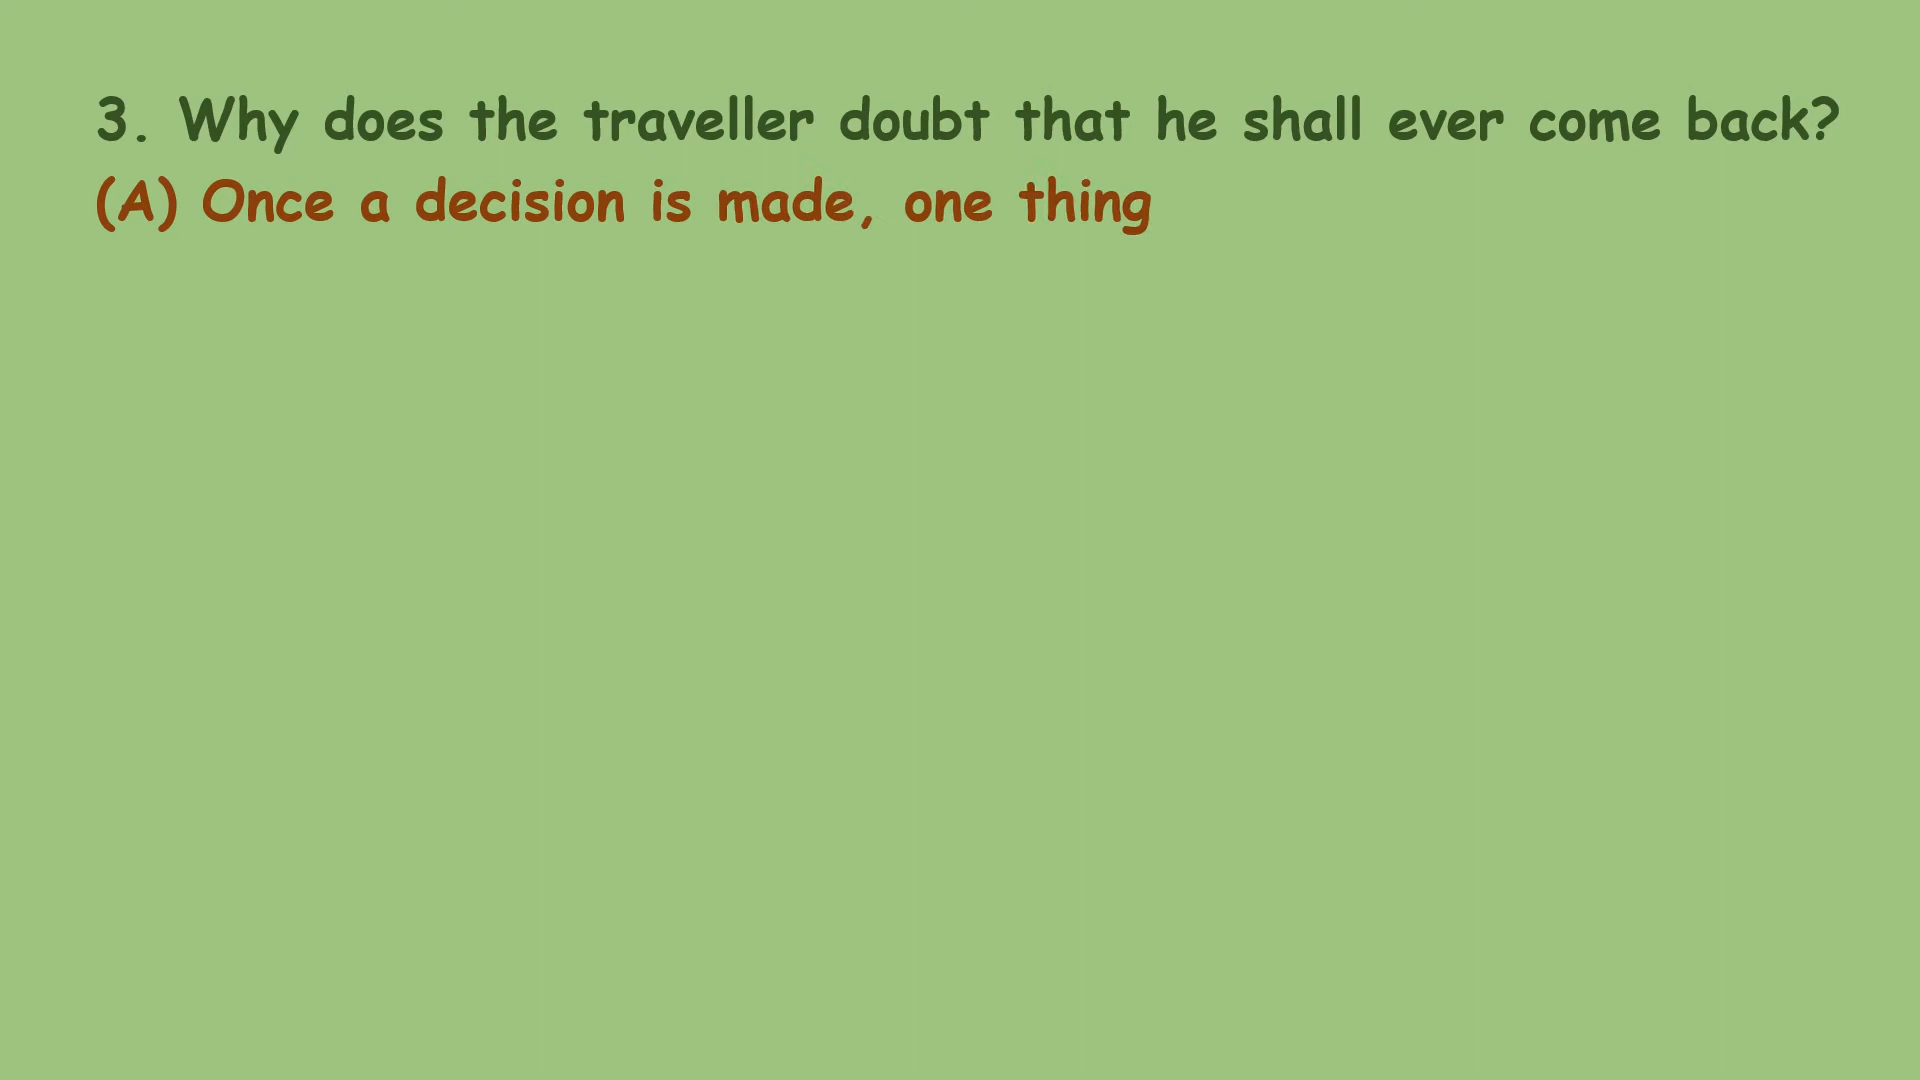 3. Why does the traveller doubt that he shall ever come back?
(A) Once a decision is made, one thing